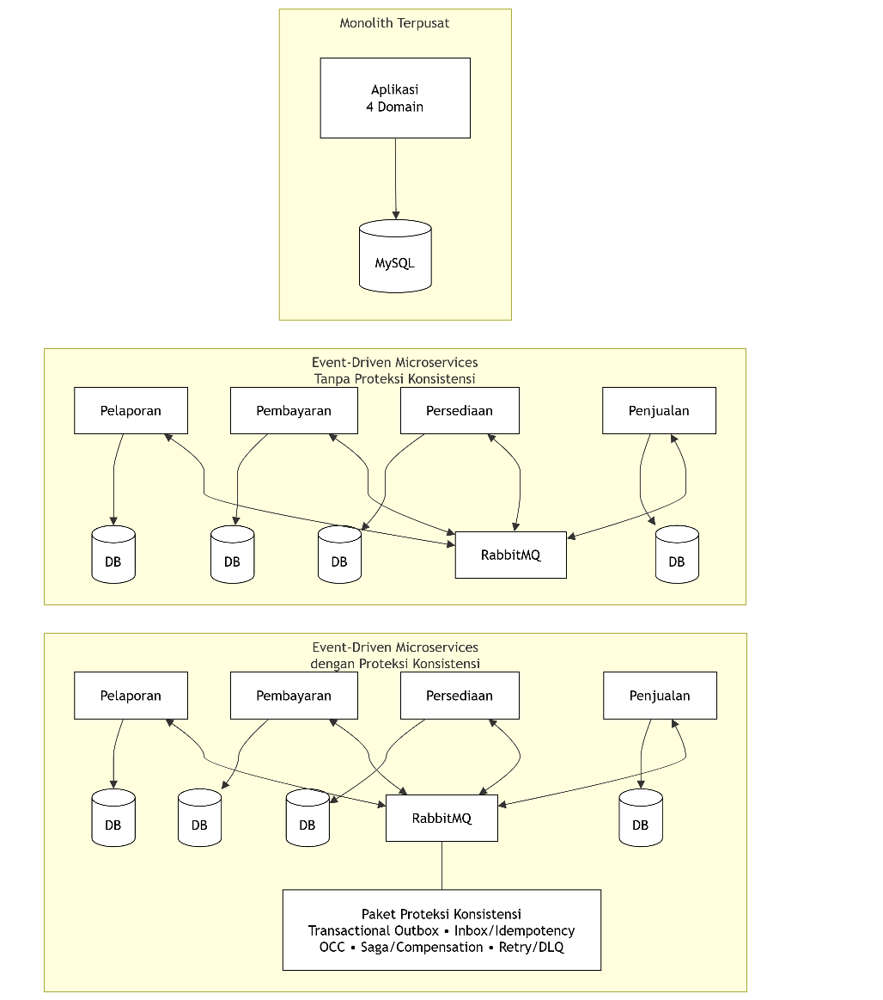 Monolith Terpusat
Aplikasi
4 Domain
MySQL
Event-Driven Microservices
Tanpa Proteksi Konsistensi
Pelaporan
Pembayaran
Persediaan
Penjualan
DB
DB
DB
RabbitMQ
DB
Event-Driven Microservices
dengan Proteksi Konsistensi
Pelaporan
Pembayaran
Persediaan
Penjualan
DB
DB
DB
RabbitMQ
DB
Paket Proteksi Konsistensi
Transactional Outbox • Inbox/Idempotency
OCC • Saga/Compensation • Retry/DLQ